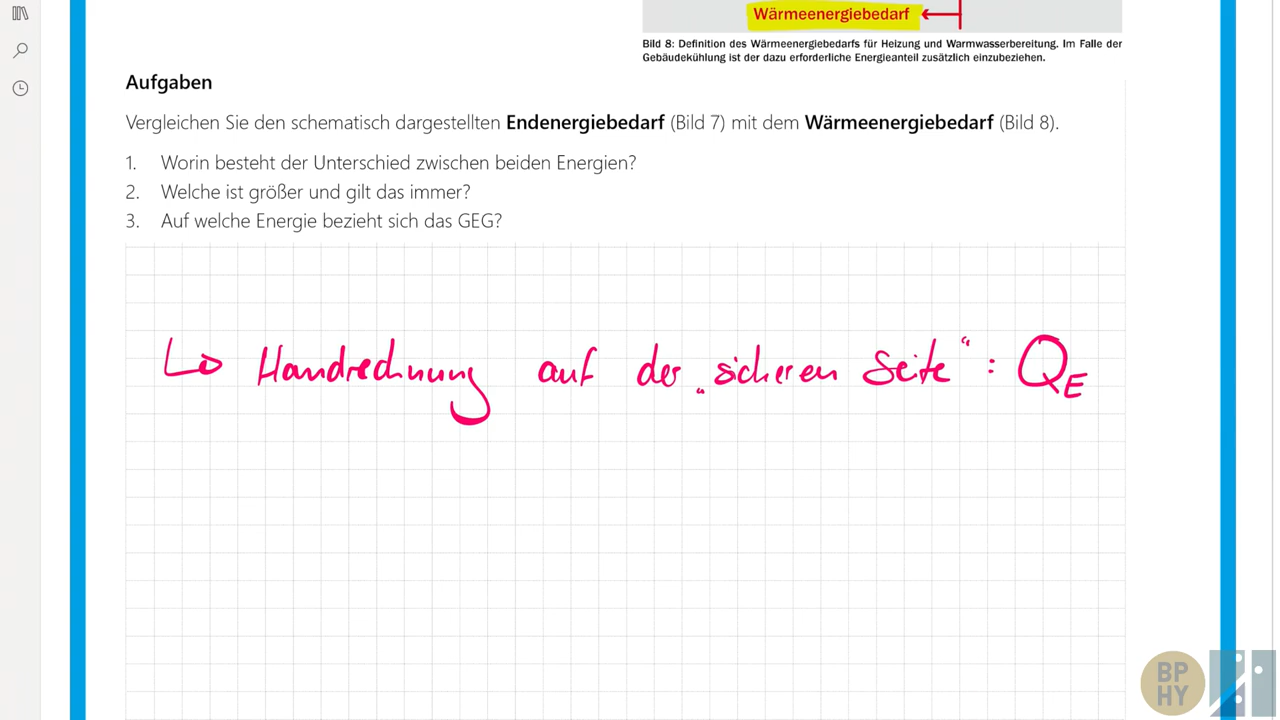 Wärmeenergiebedarf
Bild 8: Definition des Wärmeenergiebedarfs für Heizung und Warmwasserbereitung. Im Falle der
Gebäudekühlung ist der dazu erforderliche Energieanteil zusätzlich einzubeziehen.
Aufgaben
Vergleichen Sie den schematisch dargestellten Endenergiebedarf (Bild 7) mit dem Wärmeenergiebedarf (Bild 8).
1. Worin besteht der Unterschied zwischen beiden Energien?
2. Welche ist größer und gilt das immer?
3. Auf welche Energie bezieht sich das GEG?
Handrechnung auf der „sicheren Seite“ : Q_E
BP
HY